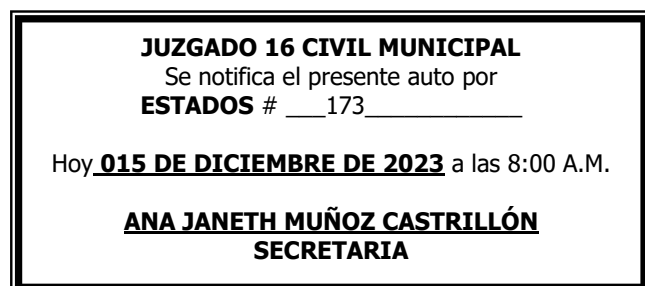 JUZGADO 16 CIVIL MUNICIPAL
Se notifica el presente auto por
ESTADOS # ___173____________
Hoy 015 DE DICIEMBRE DE 2023 a las 8:00 A.M.
ANA JANETH MUÑOZ CASTRILLÓN
SECRETARIA